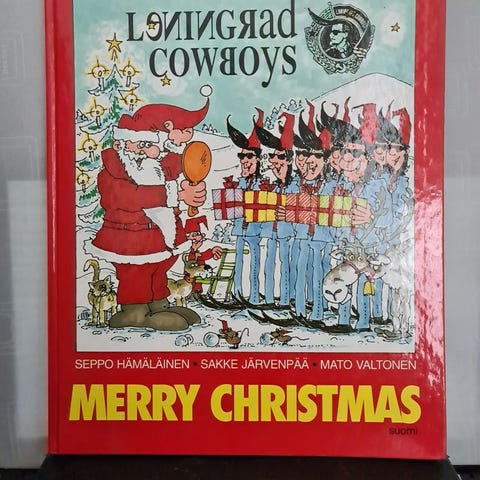 LENINGRAD
COWBOYS
SEPPO HÄMÄLÄINEN • SAKKE JÄRVENPÄÄ • MATO VALTONEN
MERRY CHRISTMAS
suomi